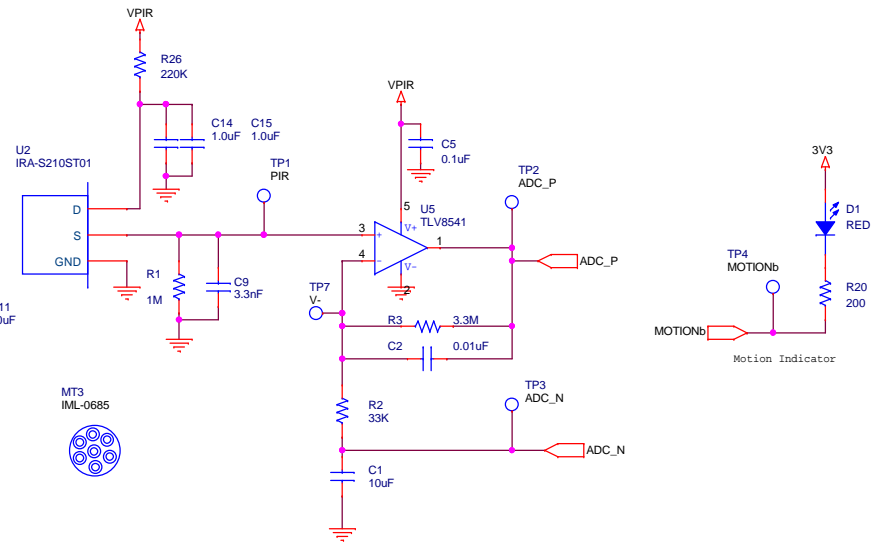 VPIR
R26
220K
C14
1.0uF
C15
1.0uF
U2
IRA-S210ST01
D
S
GND
TP1
PIR
R1
1M
C9
3.3nF
VPIR
C5
0.1uF
5
U5
TLV8541
3
+
4
–
V+
V-
1
2
TP2
ADC_P
ADC_P
TP7
V-
R3
3.3M
C2
0.01uF
R2
33K
TP3
ADC_N
ADC_N
C1
10uF
3V3
D1
RED
TP4
MOTIONb
R20
200
MOTIONb
Motion Indicator
11
0uF
MT3
IML-0685